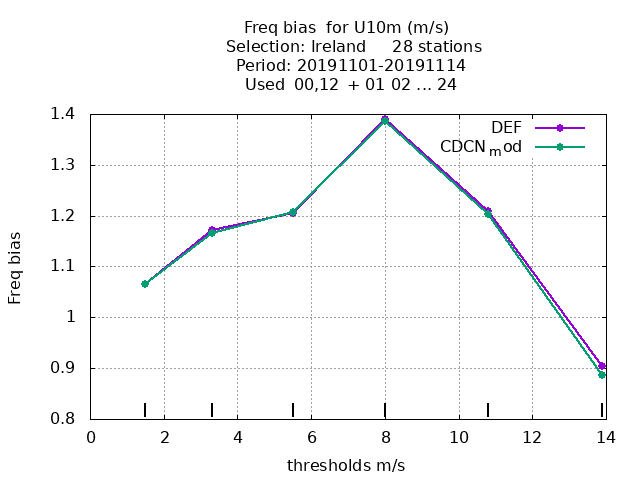 Freq bias  for U10m (m/s)
Selection: Ireland     28 stations
Period: 20191101-20191114
Used  00,12  + 01 02 ... 24
1.4
1.3
1.2
1.1
1
0.9
0.8
Freq bias
DEF
CDCNmod
0 2 4 6 8 10 12 14
thresholds m/s